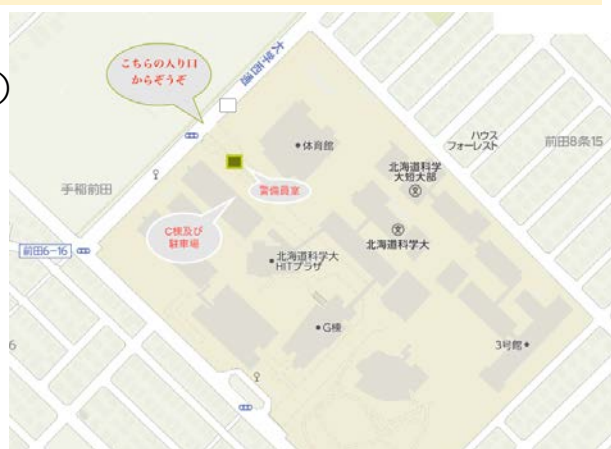 こちらの入り口
からぞうぞ
大学西通
体育館
ハウス
フォーレスト
前田8条15
北海道科学
大短大部
文
手稲前田
警備員室
C棟及び
駐車場
文
北海道科学大
前田6-16
北海道科学大
HITプラザ
G棟
3号館
6